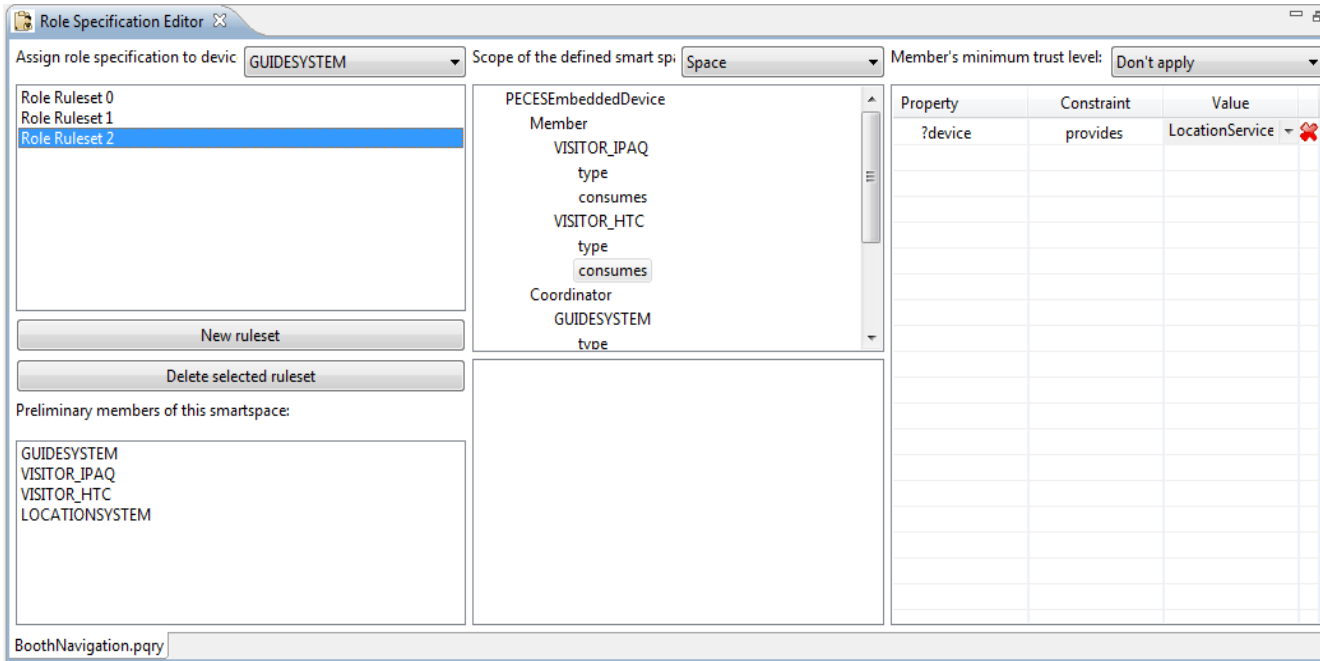 Role Specification Editor
Assign role specification to devic
GUIDESYSTEM
Scope of the defined smart sp
Space
Member's minimum trust level:
Don't apply
Role Ruleset 0
Role Ruleset 1
Role Ruleset 2
New ruleset
Delete selected ruleset
Preliminary members of this smartspace:
GUIDESYSTEM
VISITOR_IPAQ
VISITOR_HTC
LOCATIONSYSTEM
PECESEmbeddedDevice
Member
VISITOR_IPAQ
type
consumes
VISITOR_HTC
type
consumes
Coordinator
GUIDESYSTEM
type
Property Constraint Value
?device provides LocationService
BoothNavigation.pqry